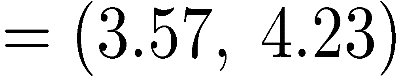 = (3.57, 4.23)